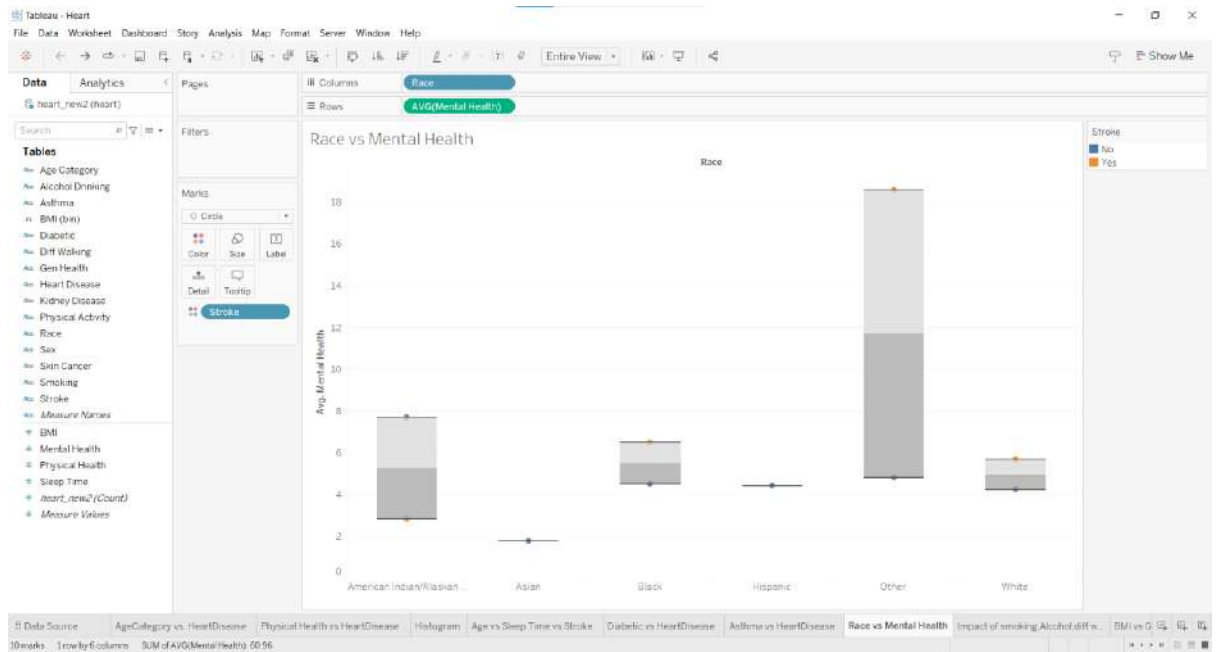 Tableau - Heart
File Data Worksheet Dashboard Story Analysis Map Format Server Window Help
Entire View
Show Me
Data Analytics
Pages
Columns Race
heart_new2 (heart)
Rows AVG(Mental Health)
Search
Filters
Race vs Mental Health
Stroke
No
Yes
Tables
Race
Age Category
Alcohol Drinking
Asthma
BMI (bin)
Diabetic
Diff Walking
Gen Health
Heart Disease
Kidney Disease
Physical Activity
Race
Sex
Skin Cancer
Smoking
Stroke
Measure Names
BMI
Mental Health
Physical Health
Sleep Time
heart_new2 (Count)
Measure Values
Marks
Circle
Color Size Label
Detail Tooltip
Stroke
Avg. Mental Health
18
16
14
12
10
8
6
4
2
0
American Indian/Alaskan .. Asian Black Hispanic Other White
Data Source AgeCategory vs. HeartDisease Physical Health vs HeartDisease Histogram Age vs Sleep Time vs Stroke Diabetic vs HeartDisease Asthma vs HeartDisease Race vs Mental Health Impact of smoking,Alcohol,diff w.. BMI vs G
10 marks 1 row by 6 columns SUM of AVG(Mental Health): 60.96